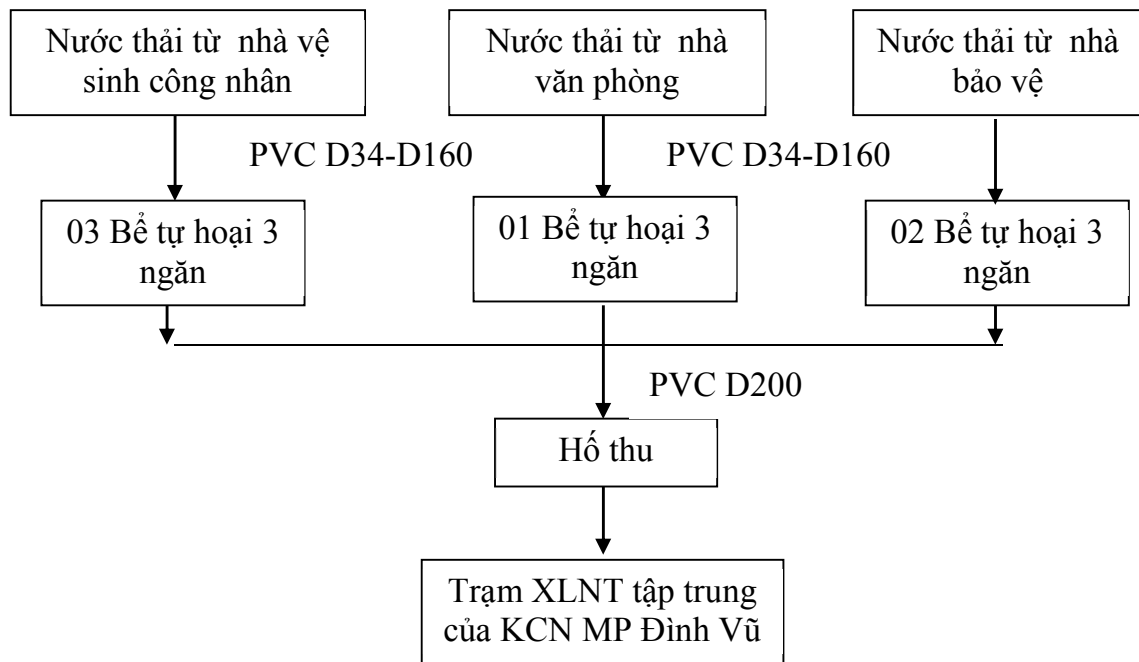 Nước thải từ nhà vệ
sinh công nhân
Nước thải từ nhà
văn phòng
Nước thải từ nhà
bảo vệ
PVC D34-D160
PVC D34-D160
03 Bể tự hoại 3
ngăn
01 Bể tự hoại 3
ngăn
02 Bể tự hoại 3
ngăn
PVC D200
Hố thu
Trạm XLNT tập trung
của KCN MP Đình Vũ